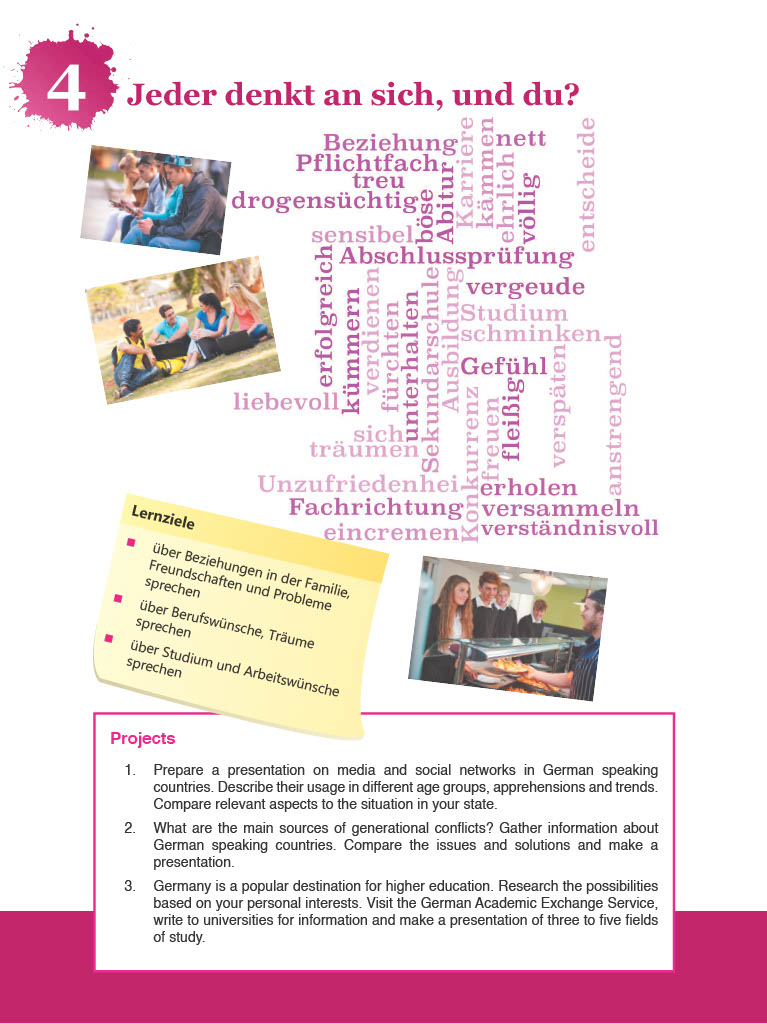 4
Jeder denkt an sich, und du?
Beziehung
nett
Pflichtfach
treu
drogensüchtig
böse
Abitur
Karriere
kämmen
ehrlich
völlig
entscheide
sensibel
Abschlussprüfung
erfolgreich
kümmern
verdienen
fürchten
unterhalten
Sekundarschule
Ausbildung
vergeude
Studium
schminken
Gefühl
liebevoll
sich
träumen
Konkurrenz
freuen
fleißig
verspäten
anstrengend
Unzufriedenhei
erholen
Fachrichtung
versammeln
eincremen
verständnisvoll
Lernziele
über Beziehungen in der Familie,
Freundschaften und Probleme
sprechen
über Berufswünsche, Träume
sprechen
über Studium und Arbeitswünsche
sprechen
Projects
1. Prepare a presentation on media and social networks in German speaking
countries. Describe their usage in different age groups, apprehensions and trends.
Compare relevant aspects to the situation in your state.
2. What are the main sources of generational conflicts? Gather information about
German speaking countries. Compare the issues and solutions and make a
presentation.
3. Germany is a popular destination for higher education. Research the possibilities
based on your personal interests. Visit the German Academic Exchange Service,
write to universities for information and make a presentation of three to five fields
of study.